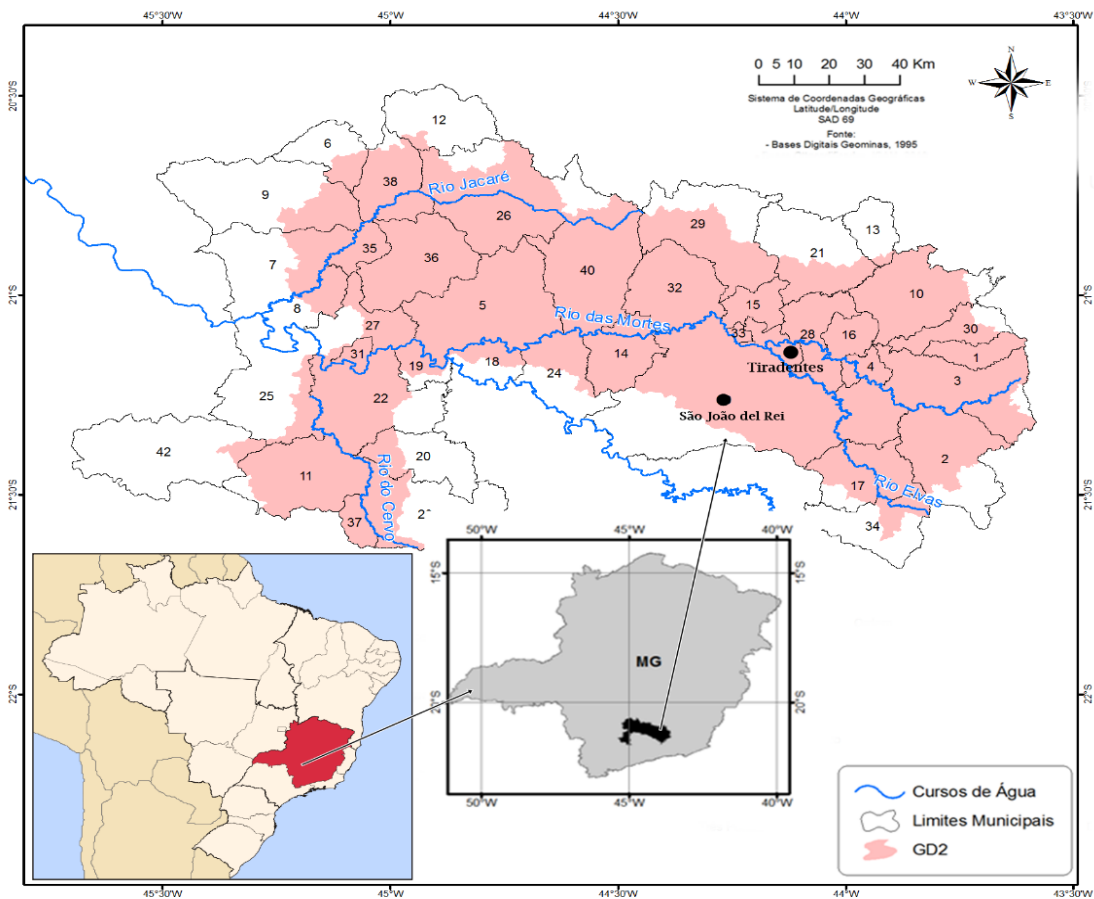 45°30'W 45°W 44°30'W 44°W 43°30'W
N
W E
S
0 5 10 20 30 40 Km
Sistema de Coordenadas Geográficas
Latitude/Longitude
SAD 69
Fonte:
- Bases Digitais Geominas, 1995
20°30'S 20°30'S
12
6
38
Rio Jacaré
9
26
29
13
7
35
36
21
40
32
10
21°S 21°S
8
5
15
Rio das Mortes
27
33
28
16
30
31
14
1
Tiradentes
19
18
24
4
3
25
22
São João del Rei
42
20
2
11
Rio do Cervo
17
Rio Elvas
21°30'S 21°30'S
37
2
34
50°W 45°W 40°W
15°S 15°S
MG
20°S 20°S
50°W 45°W 40°W
22°S 22°S
Cursos de Água
Limites Municipais
GD2
45°30'W 45°W 44°30'W 44°W 43°30'W